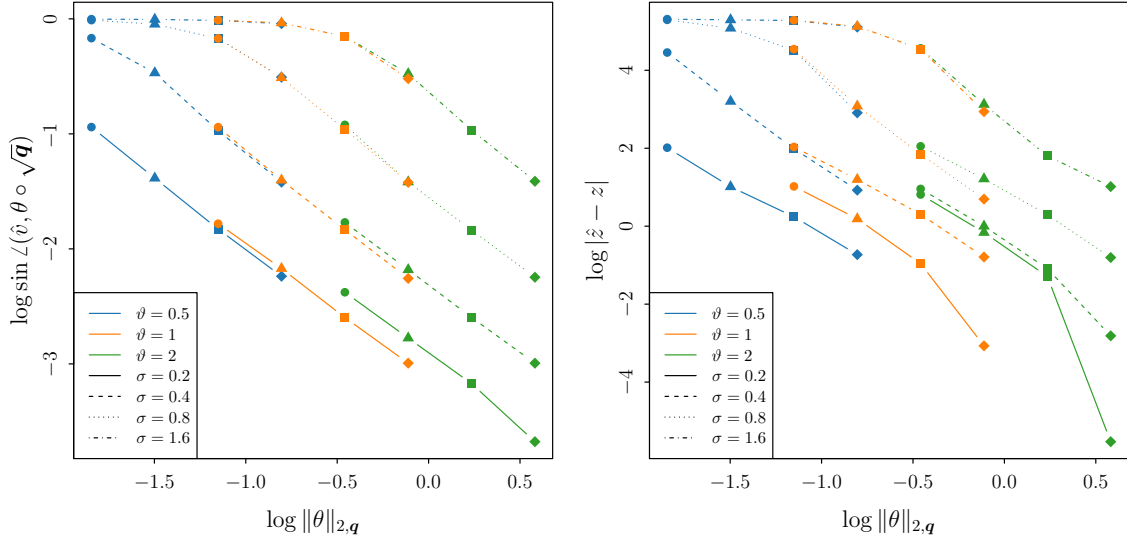 log sin ∠(v̂, θ ∘ √q)
0
−1
−2
−3
ϑ = 0.5
ϑ = 1
ϑ = 2
σ = 0.2
σ = 0.4
σ = 0.8
σ = 1.6
−1.5 −1.0 −0.5 0.0 0.5
log ‖θ‖₂,q
log |ẑ − z|
4
2
0
−2
−4
ϑ = 0.5
ϑ = 1
ϑ = 2
σ = 0.2
σ = 0.4
σ = 0.8
σ = 1.6
−1.5 −1.0 −0.5 0.0 0.5
log ‖θ‖₂,q